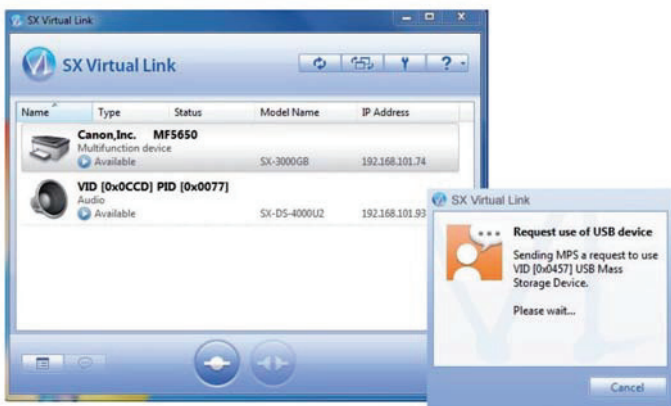 SX Virtual Link
SX Virtual Link
Name Type Status Model Name IP Address
Canon,Inc. MF5650
Multifunction device
Available SX-3000GB 192.168.101.74
VID [0x0CCD] PID [0x0077]
Audio
Available SX-DS-4000U2 192.168.101.93
SX Virtual Link
Request use of USB device
Sending MPS a request to use
VID [0x0457] USB Mass
Storage Device.
Please wait...
Cancel